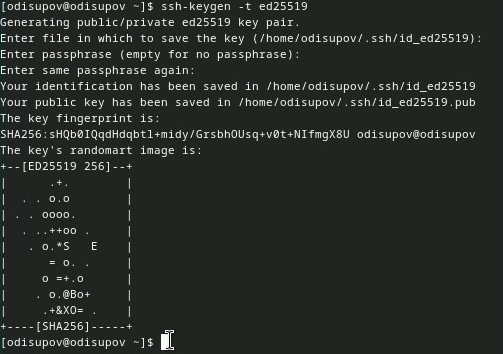 [odisupov@odisupov ~]$ ssh-keygen -t ed25519
Generating public/private ed25519 key pair.
Enter file in which to save the key (/home/odisupov/.ssh/id_ed25519):
Enter passphrase (empty for no passphrase):
Enter same passphrase again:
Your identification has been saved in /home/odisupov/.ssh/id_ed25519
Your public key has been saved in /home/odisupov/.ssh/id_ed25519.pub
The key fingerprint is:
SHA256:sHQb0IQqdHdqbtl+midy/GrsbhOUsq+v0t+NIfmgX8U odisupov@odisupov
The key's randomart image is:
+--[ED25519 256]--+
|      .+.        |
|  . . o.o        |
| . . oooo.       |
|  . ..++oo .     |
|   . o.*S   E    |
|      = o. .     |
|     o =+.o      |
|    . o.@Bo+     |
|     .+&XO= .    |
+----[SHA256]-----+
[odisupov@odisupov ~]$